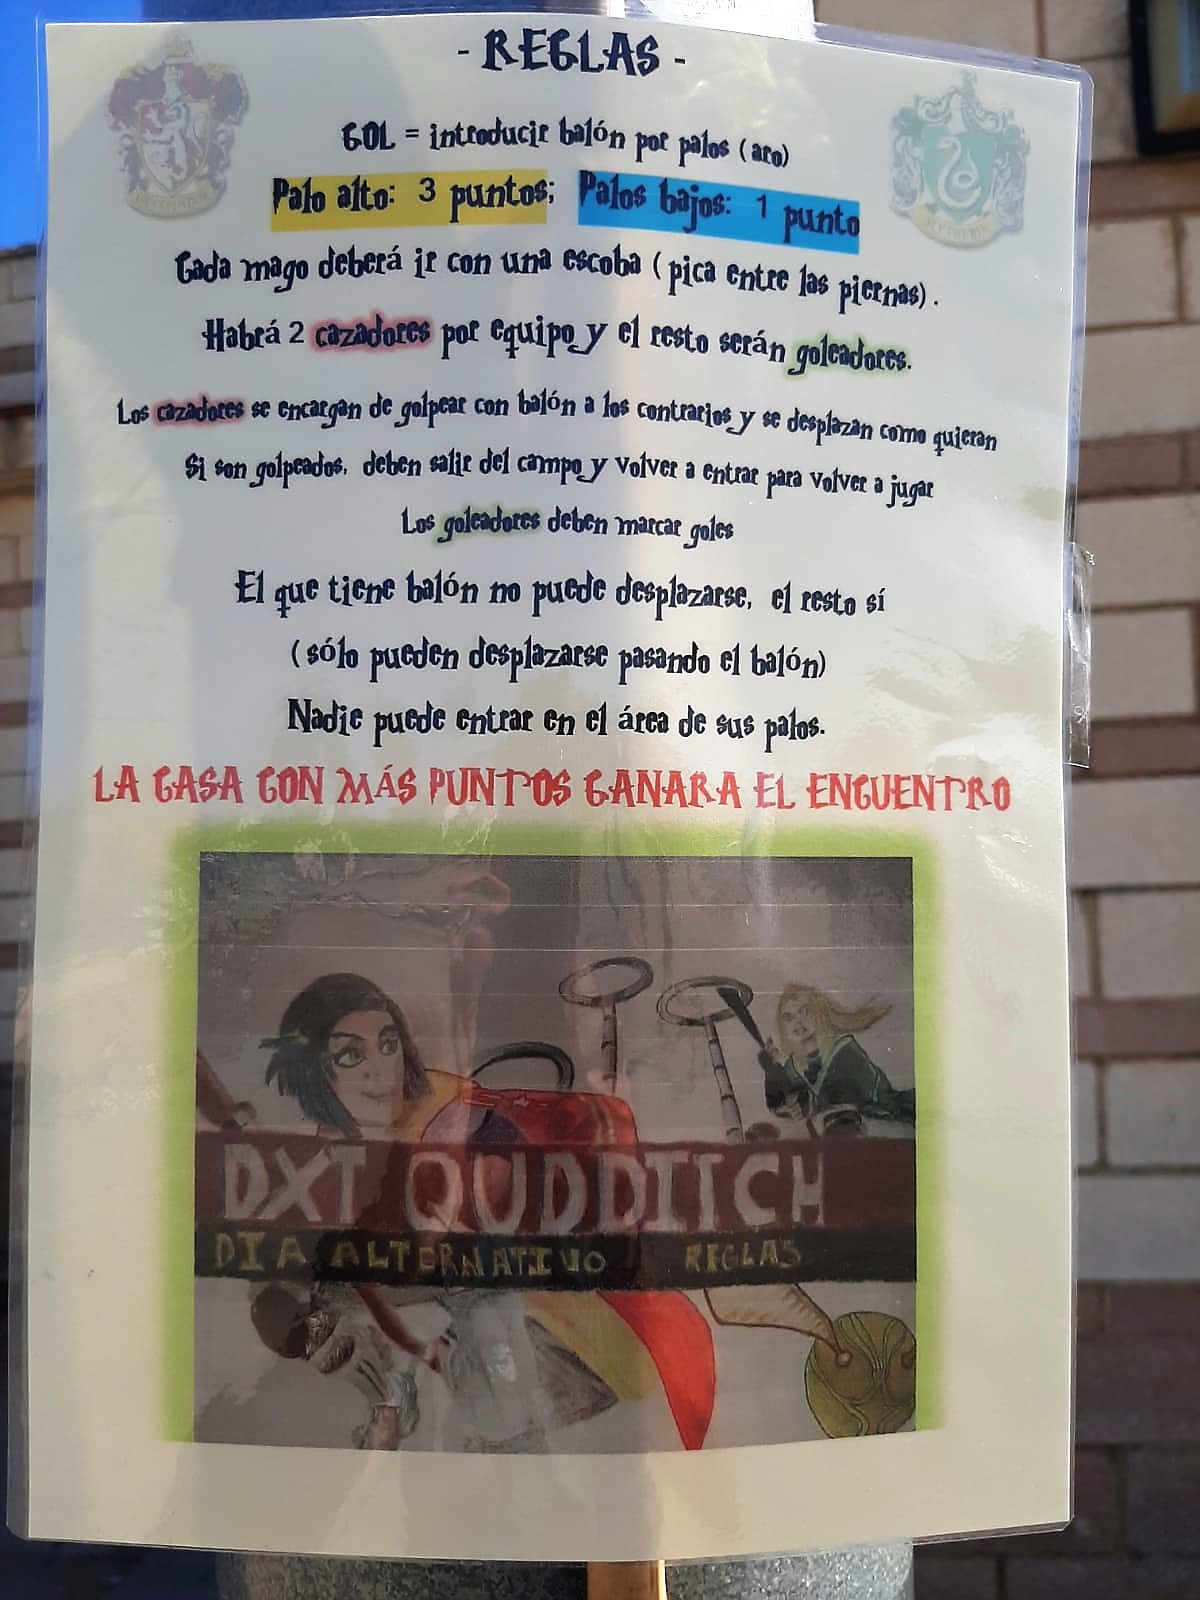 - REGLAS -
GOL = introducir balón por palos (aro)
Palo alto: 3 puntos; Palos bajos: 1 punto
Cada mago deberá ir con una escoba (pica entre las piernas).
Habrá 2 cazadores por equipo y el resto serán goleadores.
Los cazadores se encargan de golpear con balón a los contrarios y se desplazan como quieran
Si son golpeados, deben salir del campo y volver a entrar para volver a jugar
Los goleadores deben marcar goles
El que tiene balón no puede desplazarse, el resto sí
(sólo pueden desplazarse pasando el balón)
Nadie puede entrar en el área de sus palos.
LA CASA CON MÁS PUNTOS GANARA EL ENCUENTRO
DXT QUDDITCH
DIA ALTERNATIVO REGLAS